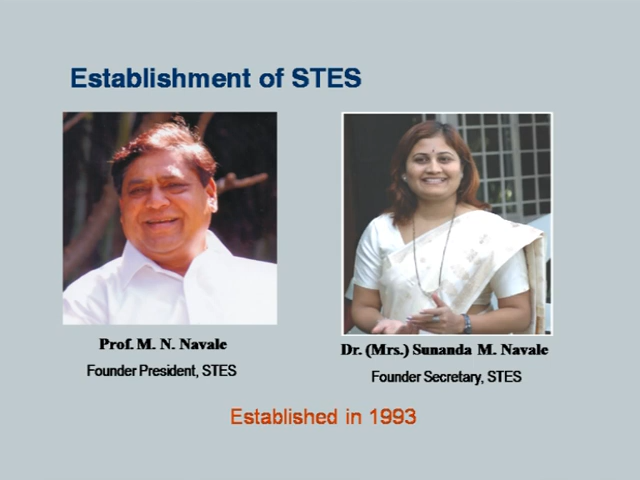 Establishment of STES
Prof. M. N. Navale
Founder President, STES
Dr. (Mrs.) Sunanda M. Navale
Founder Secretary, STES
Established in 1993